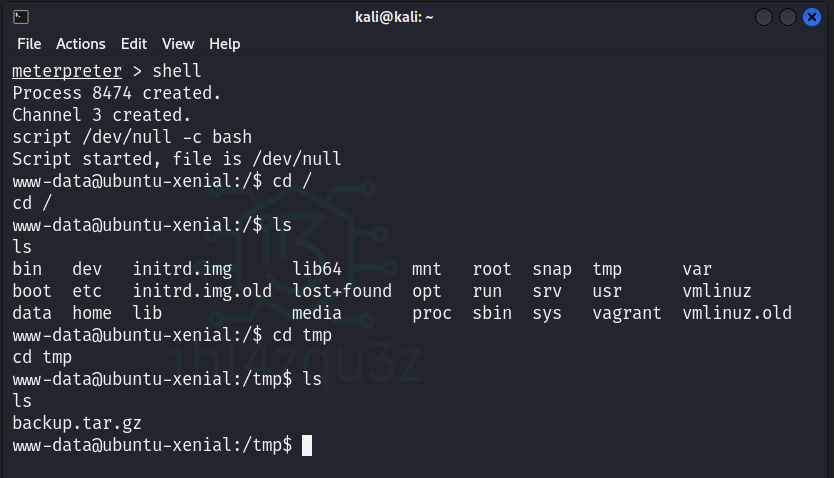 kali@kali: ~
File Actions Edit View Help
meterpreter > shell
Process 8474 created.
Channel 3 created.
script /dev/null -c bash
Script started, file is /dev/null
www-data@ubuntu-xenial:/$ cd /
cd /
www-data@ubuntu-xenial:/$ ls
ls
bin dev initrd.img lib64 mnt root snap tmp var
boot etc initrd.img.old lost+found opt run srv usr vmlinuz
data home lib media proc sbin sys vagrant vmlinuz.old
www-data@ubuntu-xenial:/$ cd tmp
cd tmp
www-data@ubuntu-xenial:/tmp$ ls
ls
backup.tar.gz
www-data@ubuntu-xenial:/tmp$